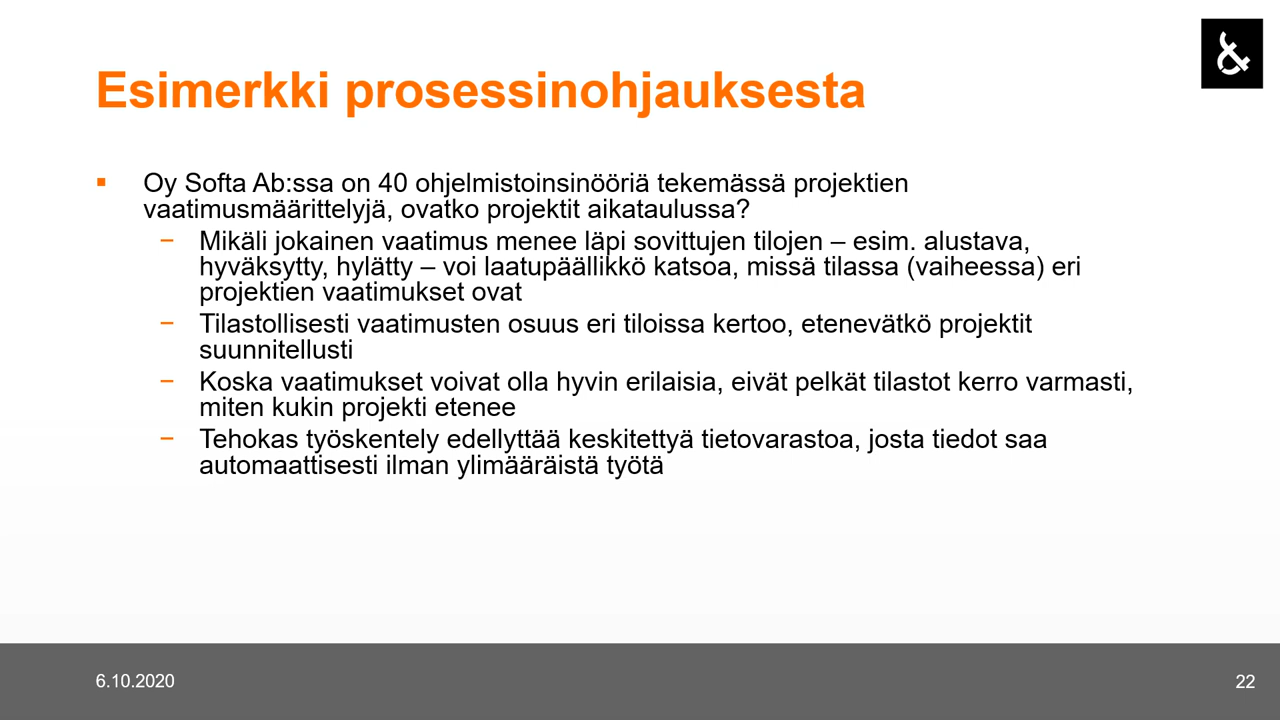 &
Esimerkki prosessinohjauksesta
▪ Oy Softa Ab:ssa on 40 ohjelmistoinsinööriä tekemässä projektien
vaatimusmäärittelyjä, ovatko projektit aikataulussa?
− Mikäli jokainen vaatimus menee läpi sovittujen tilojen – esim. alustava,
hyväksytty, hylätty – voi laatupäällikkö katsoa, missä tilassa (vaiheessa) eri
projektien vaatimukset ovat
− Tilastollisesti vaatimusten osuus eri tiloissa kertoo, etenevätkö projektit
suunnitellusti
− Koska vaatimukset voivat olla hyvin erilaisia, eivät pelkät tilastot kerro varmasti,
miten kukin projekti etenee
− Tehokas työskentely edellyttää keskitettyä tietovarastoa, josta tiedot saa
automaattisesti ilman ylimääräistä työtä
6.10.2020
22